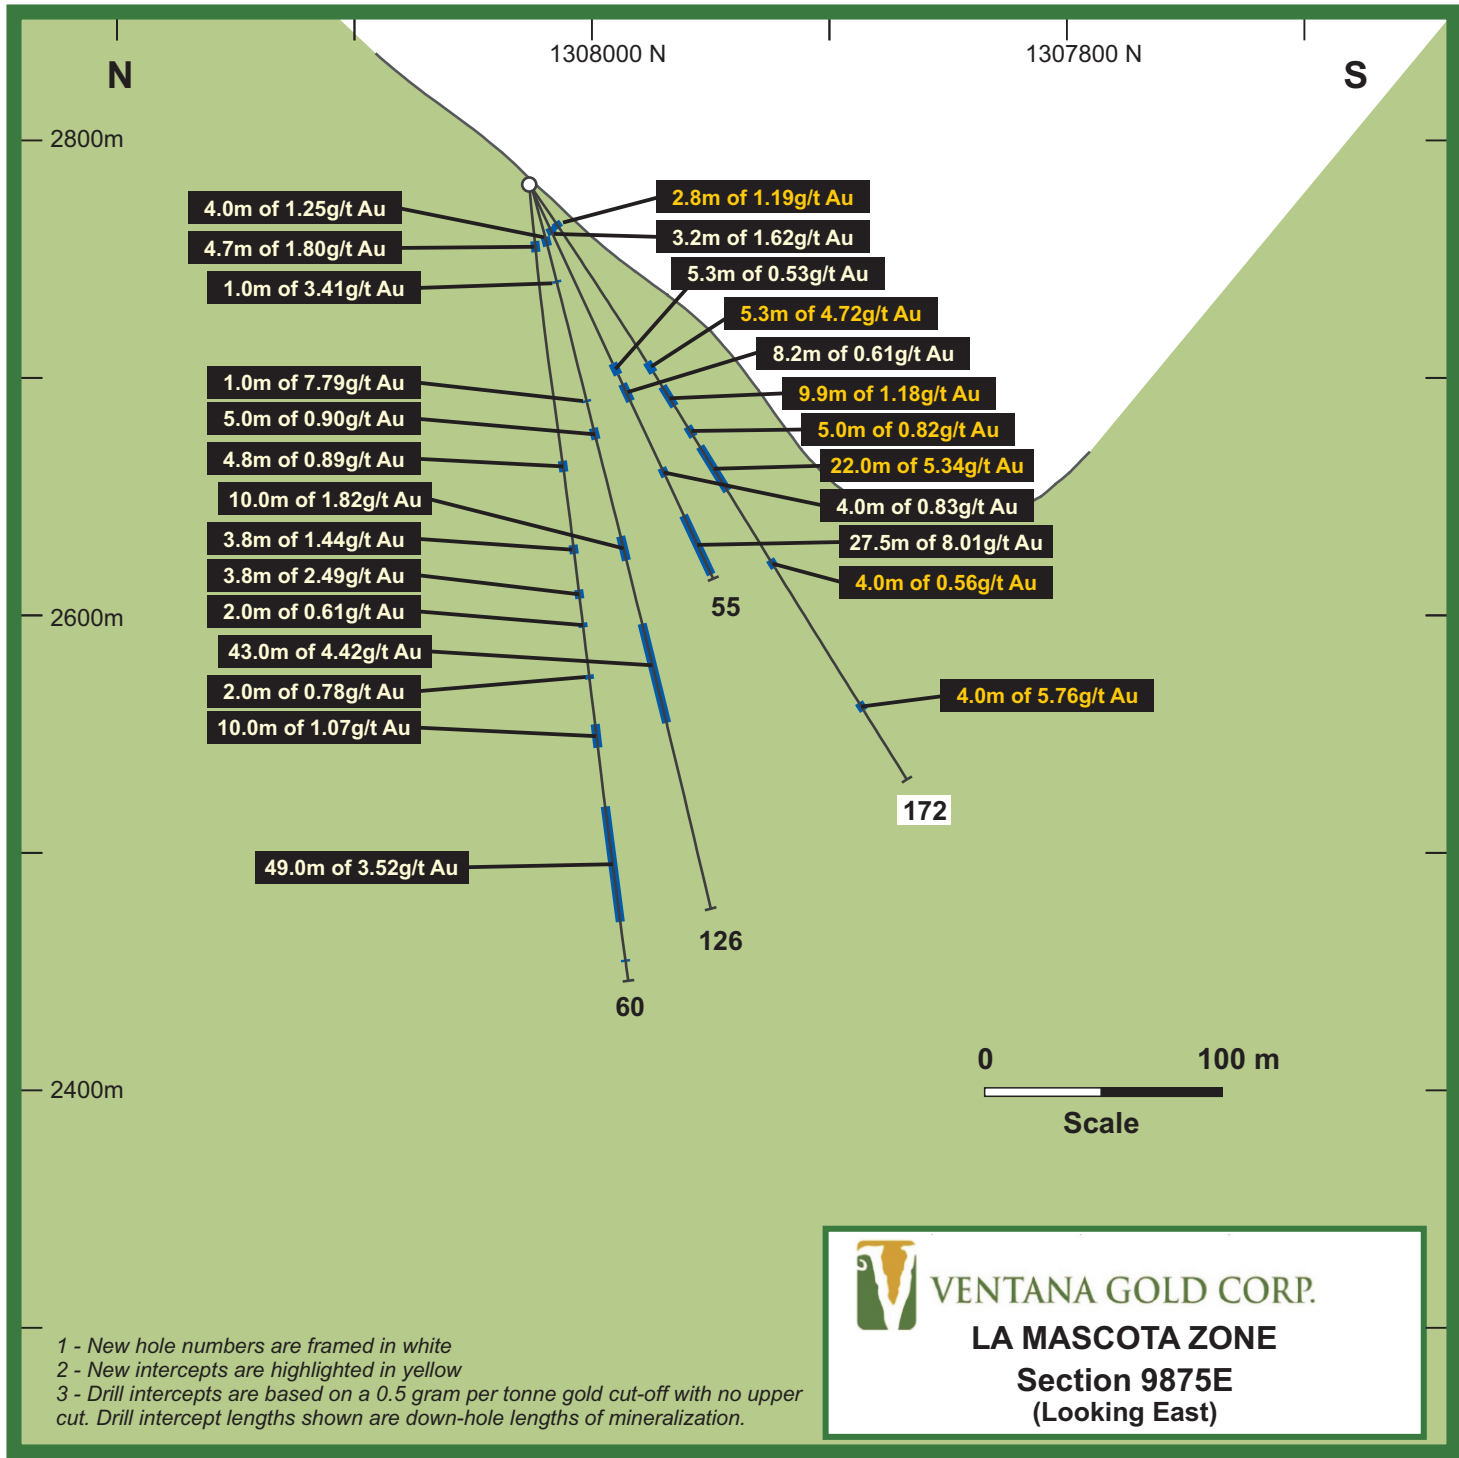 1308000 N
1307800 N
N
S
2800m
2600m
2400m
4.0m of 1.25g/t Au
4.7m of 1.80g/t Au
1.0m of 3.41g/t Au
1.0m of 7.79g/t Au
5.0m of 0.90g/t Au
4.8m of 0.89g/t Au
10.0m of 1.82g/t Au
3.8m of 1.44g/t Au
3.8m of 2.49g/t Au
2.0m of 0.61g/t Au
43.0m of 4.42g/t Au
2.0m of 0.78g/t Au
10.0m of 1.07g/t Au
49.0m of 3.52g/t Au
2.8m of 1.19g/t Au
3.2m of 1.62g/t Au
5.3m of 0.53g/t Au
5.3m of 4.72g/t Au
8.2m of 0.61g/t Au
9.9m of 1.18g/t Au
5.0m of 0.82g/t Au
22.0m of 5.34g/t Au
4.0m of 0.83g/t Au
27.5m of 8.01g/t Au
4.0m of 0.56g/t Au
4.0m of 5.76g/t Au
55
172
126
60
0 100 m
Scale
1 - New hole numbers are framed in white
2 - New intercepts are highlighted in yellow
3 - Drill intercepts are based on a 0.5 gram per tonne gold cut-off with no upper
cut. Drill intercept lengths shown are down-hole lengths of mineralization.
VENTANA GOLD CORP.
LA MASCOTA ZONE
Section 9875E
(Looking East)